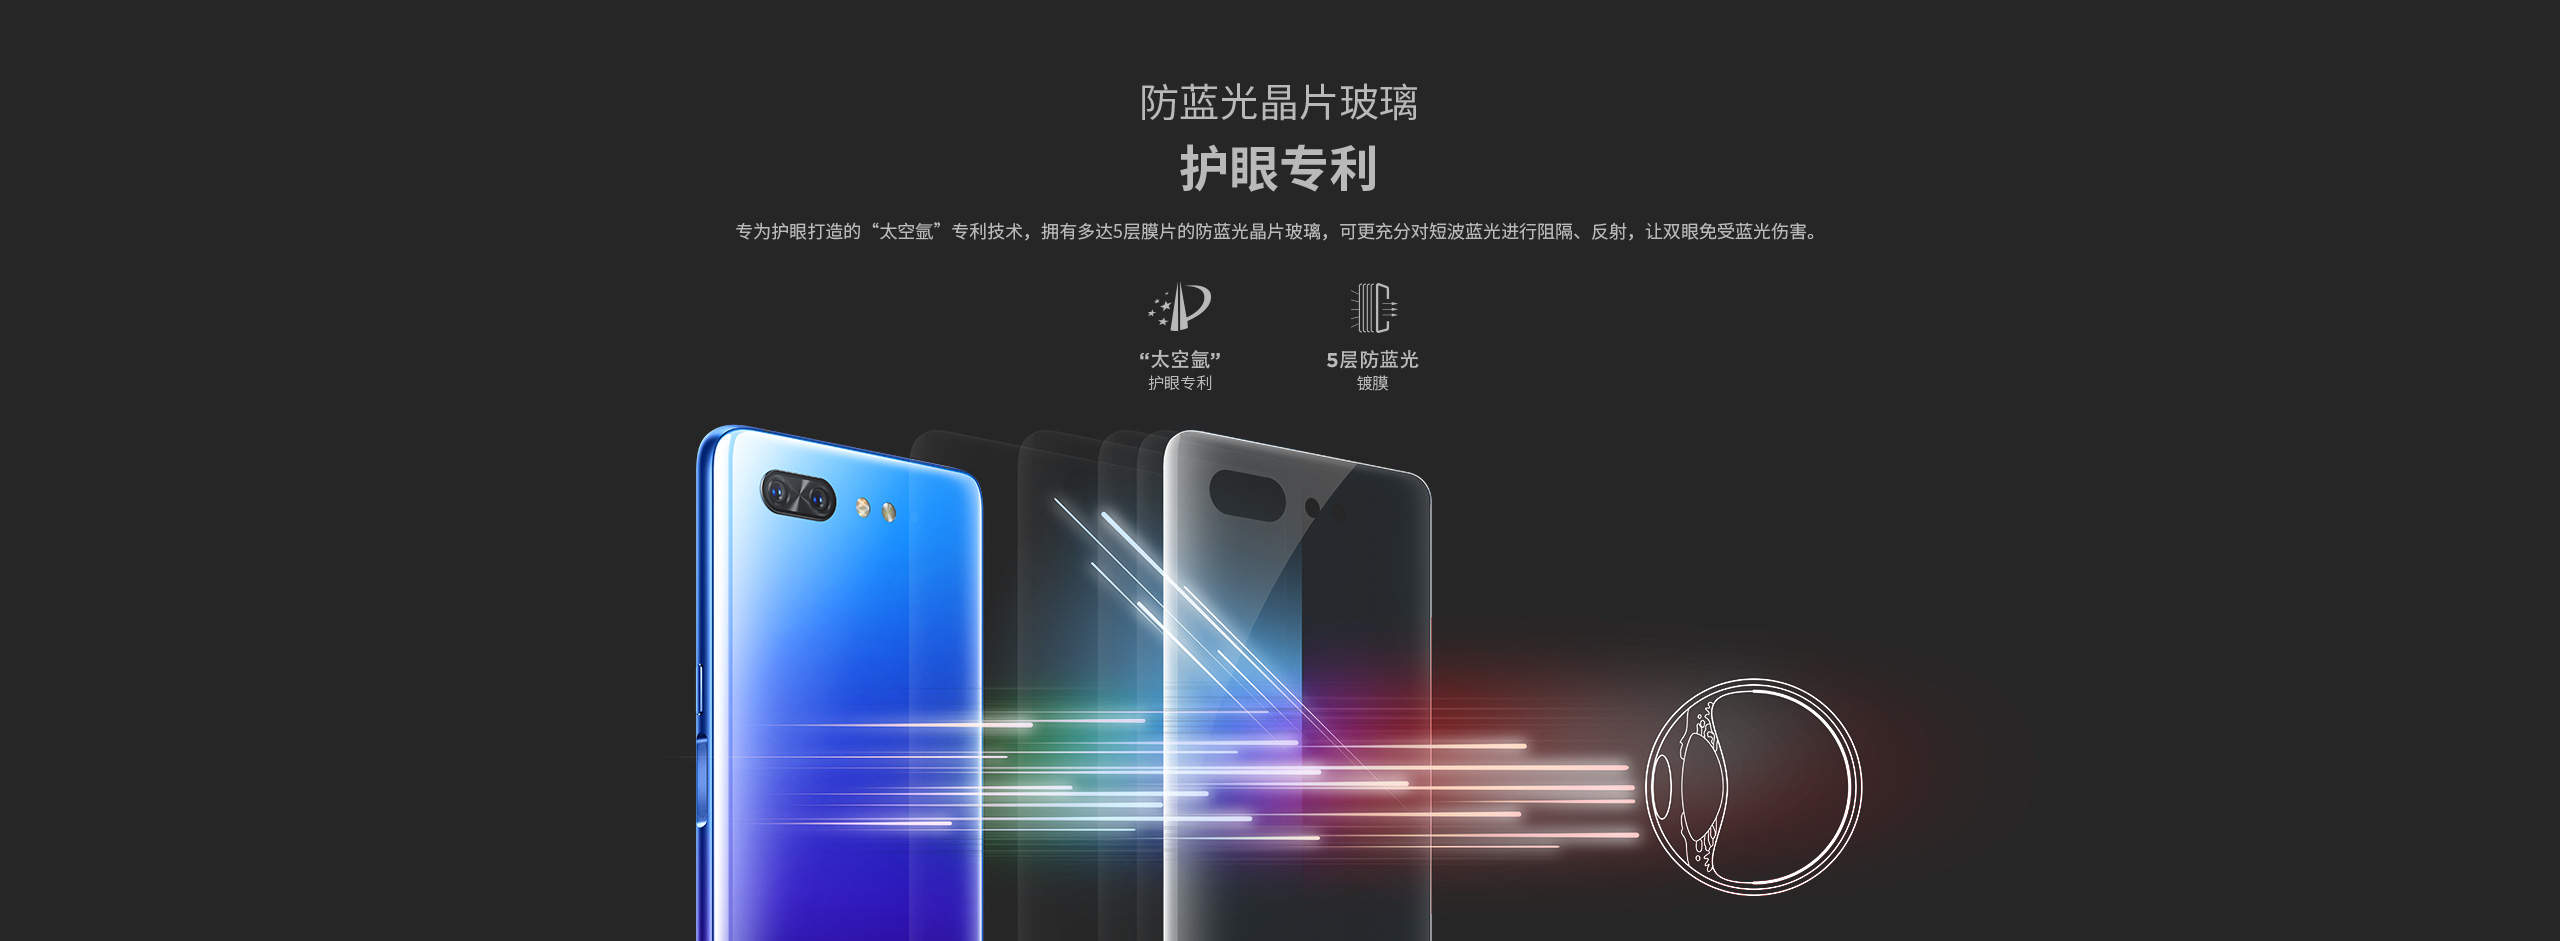 防蓝光晶片玻璃
护眼专利
专为护眼打造的“太空氩”专利技术，拥有多达5层膜片的防蓝光晶片玻璃，可更充分对短波蓝光进行阻隔、反射，让双眼免受蓝光伤害。
“太空氩”
护眼专利
5层防蓝光
镀膜